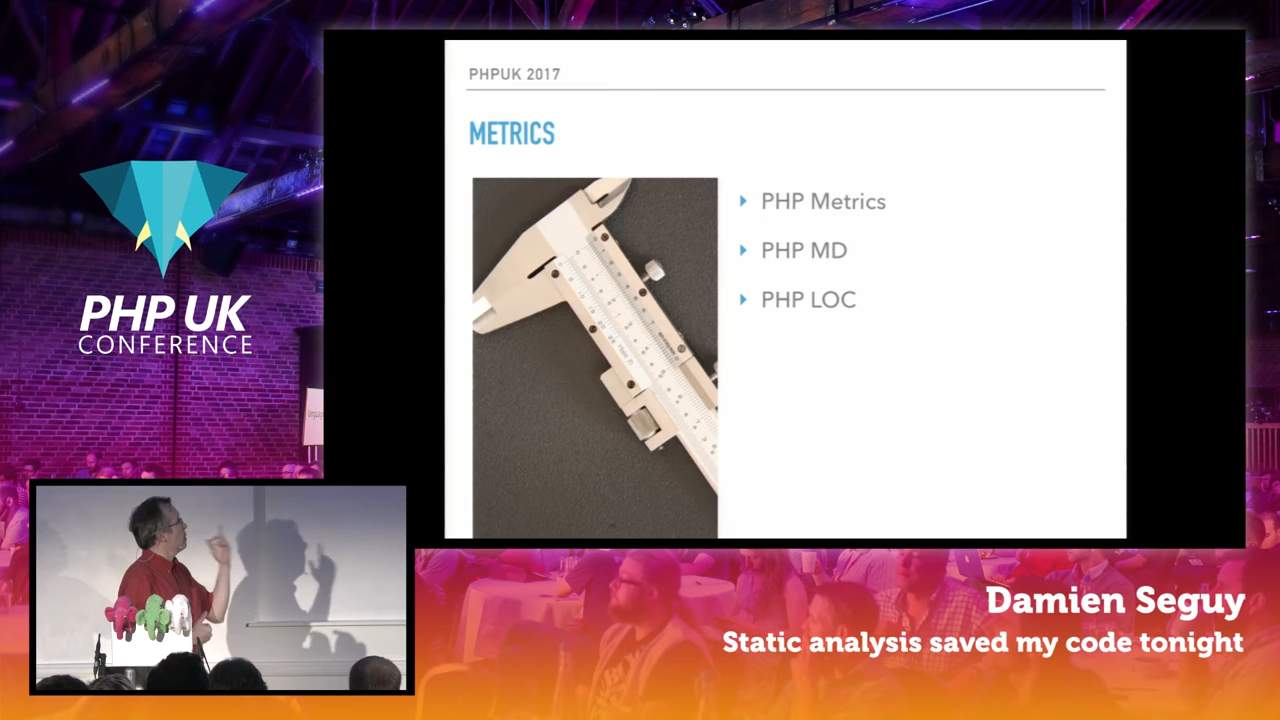 PHPUK 2017
METRICS
PHP Metrics
PHP MD
PHP LOC
PHP UK
CONFERENCE
Damien Seguy
Static analysis saved my code tonight